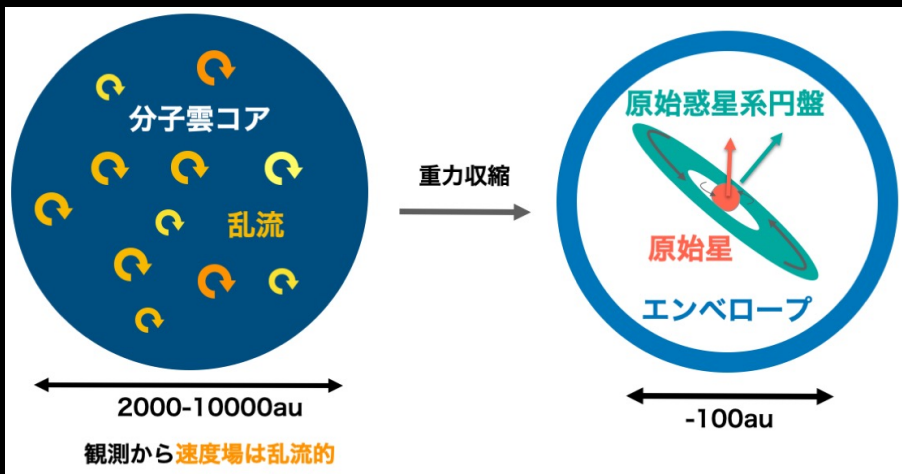 分子雲コア
乱流
2000-10000au
観測から速度場は乱流的
重力収縮
原始惑星系円盤
原始星
エンベロープ
-100au